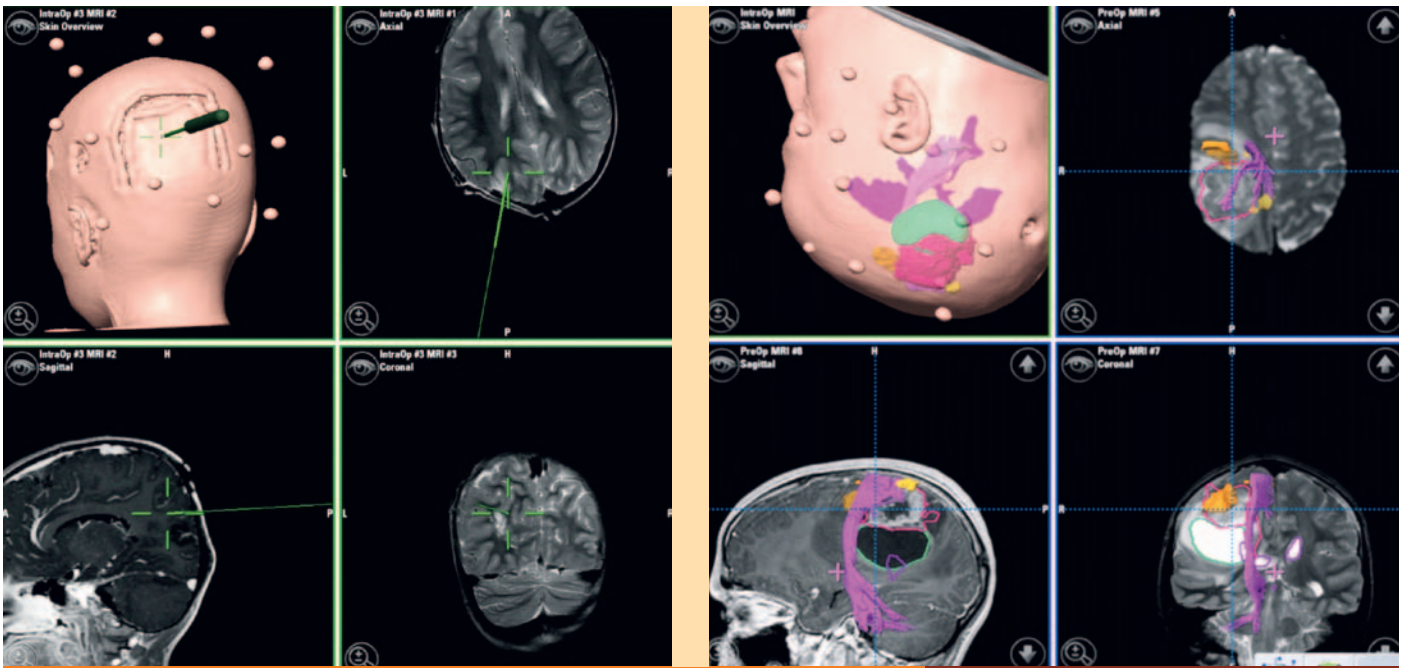 IntraOp #3 MRI #2
Skin Overview
IntraOp #3 MRI #1
Axial
A
L
R
P
IntraOp #3 MRI #2
Sagittal
H
A
P
IntraOp #3 MRI #3
Coronal
H
L
R
IntraOp MRI
Skin Overview
PreOp MRI #5
Axial
A
R
P
PreOp MRI #6
Sagittal
H
P
PreOp MRI #7
Coronal
H
R